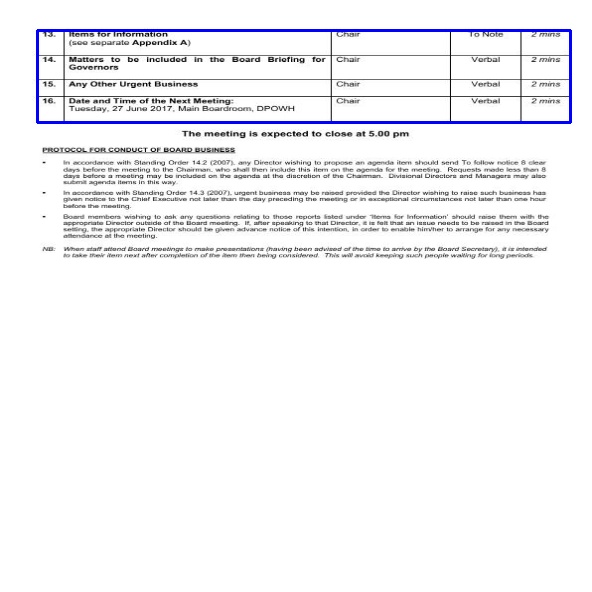 13. Items for Information Chair To Note 2 mins
(see separate Appendix A)
14. Matters to be included in the Board Briefing for Chair Verbal 2 mins
Governors
15. Any Other Urgent Business Chair Verbal 2 mins
16. Date and Time of the Next Meeting: Chair Verbal 2 mins
Tuesday, 27 June 2017, Main Boardroom, DPOWH
The meeting is expected to close at 5.00 pm
PROTOCOL FOR CONDUCT OF BOARD BUSINESS
- In accordance with Standing Order 14.2 (2007), any Director wishing to propose an agenda item should send To follow notice 8 clear
days before the meeting to the Chairman, who shall then include this item on the agenda for the meeting. Requests made less than 8
days before a meeting may be included on the agenda at the discretion of the Chairman. Divisional Directors and Managers may also
submit agenda items in this way.
- In accordance with Standing Order 14.3 (2007), urgent business may be raised provided the Director wishing to raise such business has
given notice to the Chief Executive not later than the day preceding the meeting or in exceptional circumstances not later than one hour
before the meeting.
- Board members wishing to ask any questions relating to those reports listed under 'Items for Information' should raise them with the
appropriate Director outside of the Board meeting. If, after speaking to that Director, it is felt that an issue needs to be raised in the Board
setting, the appropriate Director should be given advance notice of this intention, in order to enable him/her to arrange for any necessary
attendance at the meeting.
NB: When staff attend Board meetings to make presentations (having been advised of the time to arrive by the Board Secretary), it is intended
to take their item next after completion of the item then being considered. This will avoid keeping such people waiting for long periods.